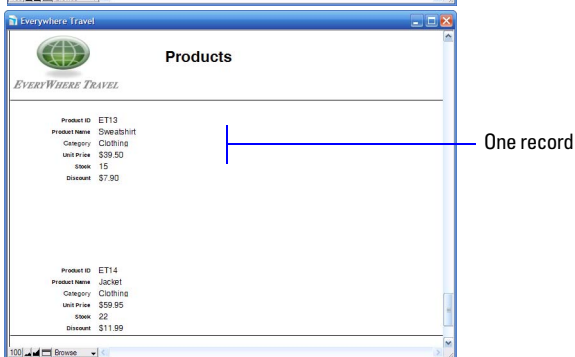 Everywhere Travel
Products
EVERYWHERE TRAVEL
Product ID ET13
Product Name Sweatshirt
Category Clothing
Unit Price $39.50
Stock 15
Discount $7.90
One record
Product ID ET14
Product Name Jacket
Category Clothing
Unit Price $59.95
Stock 22
Discount $11.99
100 Browse